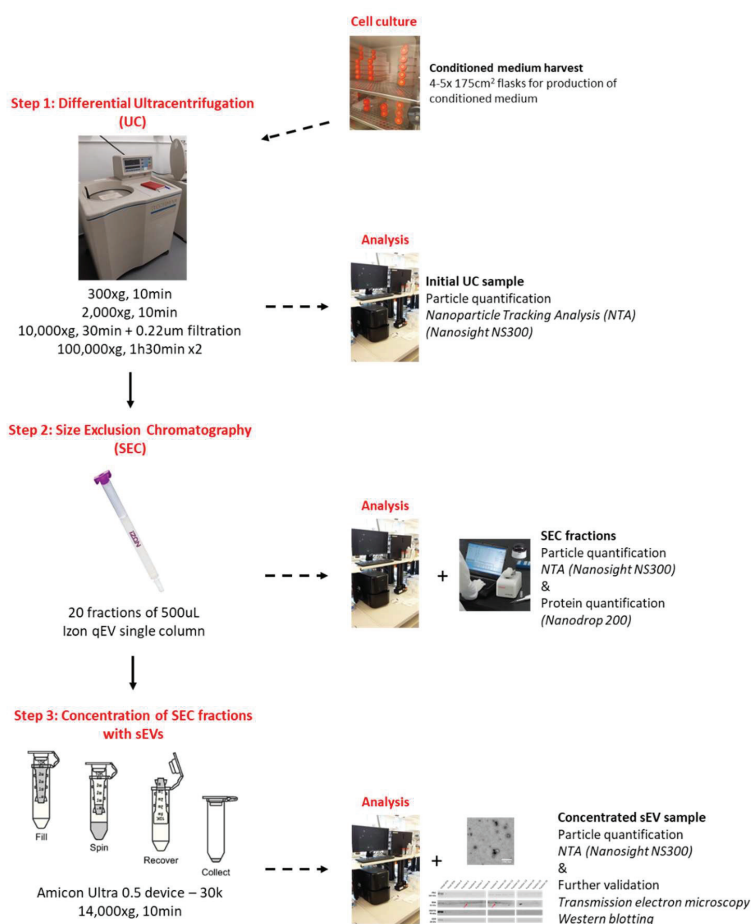 Cell culture
Conditioned medium harvest
4-5x 175cm² flasks for production of
conditioned medium
Step 1: Differential Ultracentrifugation
(UC)
300xg, 10min
2,000xg, 10min
10,000xg, 30min + 0.22um filtration
100,000xg, 1h30min x2
Analysis
Initial UC sample
Particle quantification
Nanoparticle Tracking Analysis (NTA)
(Nanosight NS300)
Step 2: Size Exclusion Chromatography
(SEC)
IZON
20 fractions of 500uL
Izon qEV single column
Analysis
+
SEC fractions
Particle quantification
NTA (Nanosight NS300)
&
Protein quantification
(Nanodrop 200)
Step 3: Concentration of SEC fractions
with sEVs
Fill
Spin
Recover
Collect
Amicon Ultra 0.5 device – 30k
14,000xg, 10min
Analysis
+
Concentrated sEV sample
Particle quantification
NTA (Nanosight NS300)
&
Further validation
Transmission electron microscopy
Western blotting